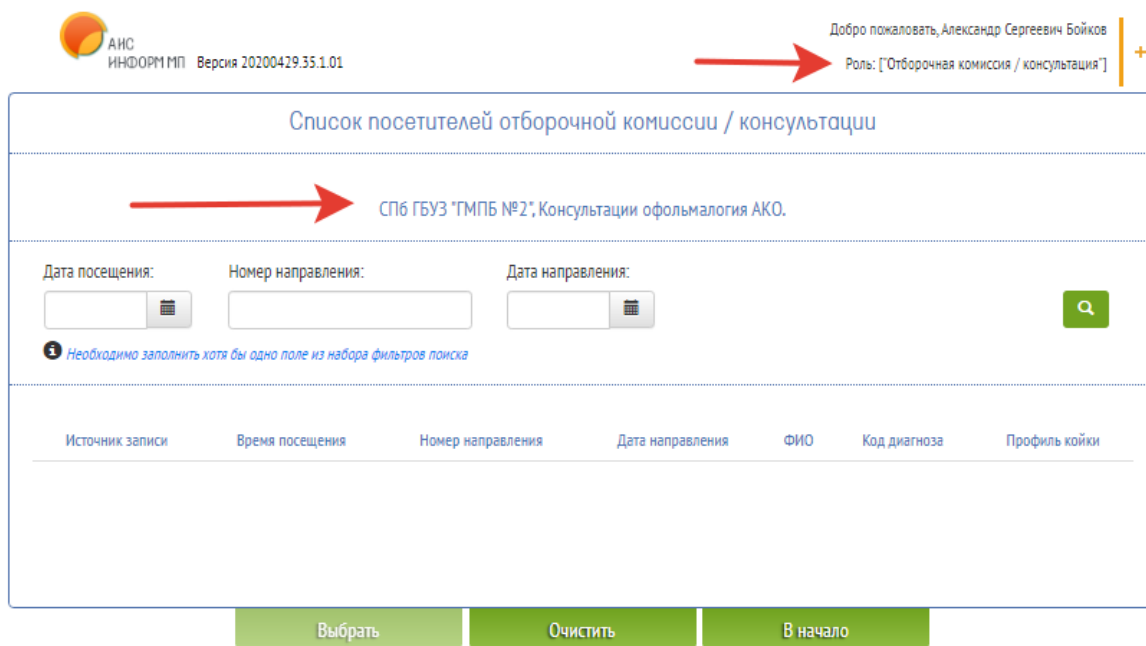 Добро пожаловать, Александр Сергеевич Бойков
АИС
ИНФОРМ МП Версия 20200429.35.1.01
Роль: ["Отборочная комиссия / консультация"]
+
Список посетителей отборочной комиссии / консультации
СПб ГБУЗ "ГМПБ №2", Консультации офольмалогия АКО.
Дата посещения: Номер направления: Дата направления:
Необходимо заполнить хотя бы одно поле из набора фильтров поиска
Источник записи Время посещения Номер направления Дата направления ФИО Код диагноза Профиль койки
Выбрать Очистить В начало